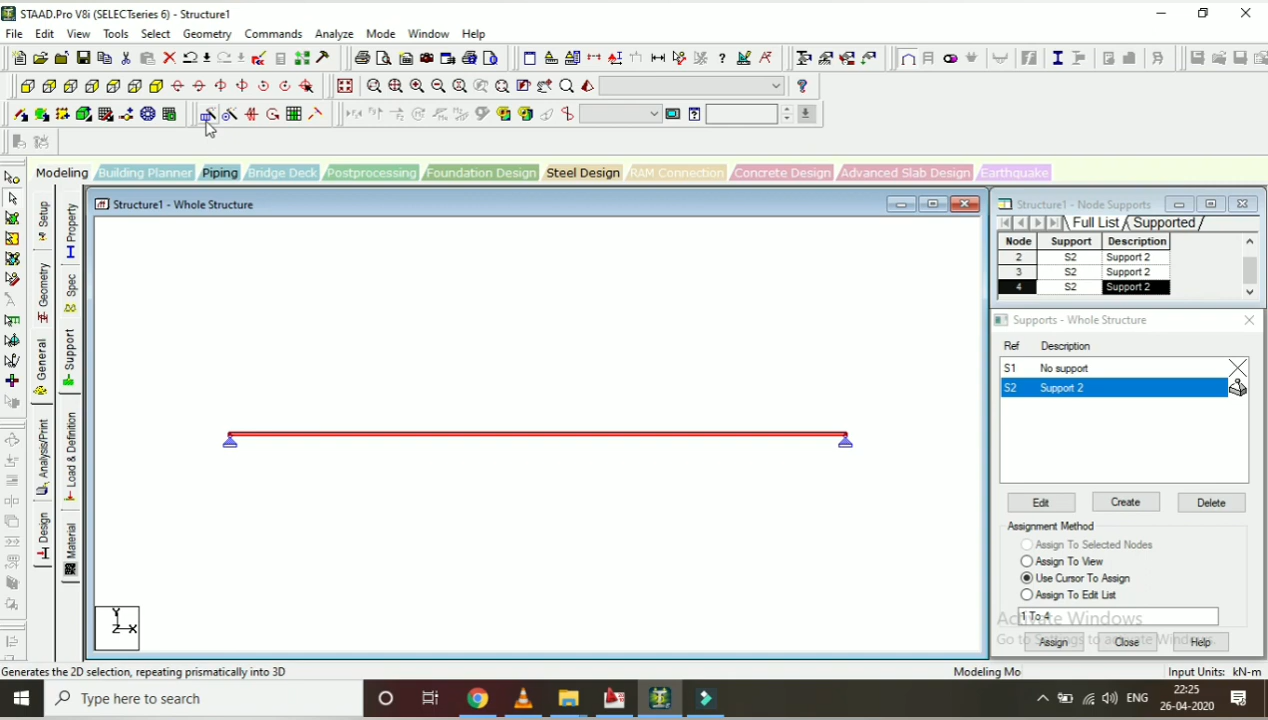 STAAD.Pro V8i (SELECTseries 6) - Structure1
File Edit View Tools Select Geometry Commands Analyze Mode Window Help
Modeling Building Planner Piping Bridge Deck Postprocessing Foundation Design Steel Design RAM Connection Concrete Design Advanced Slab Design Earthquake
Setup
Geometry
General
Analysis/Print
Design
Property
Spec
Support
Load & Definition
Material
Structure1 - Whole Structure
Y
Z X
Structure1 - Node Supports
Full List Supported
Node Support Description
2 S2 Support 2
3 S2 Support 2
4 S2 Support 2
Supports - Whole Structure
Ref Description
S1 No support
S2 Support 2
Edit Create Delete
Assignment Method
Assign To Selected Nodes
Assign To View
Use Cursor To Assign
Assign To Edit List
1 To 4
Activate Windows
Go to Settings to activate Windows.
Assign Close Help
Generates the 2D selection, repeating prismatically into 3D
Modeling Mo
Input Units: kN-m
Type here to search
ENG
22:25
26-04-2020